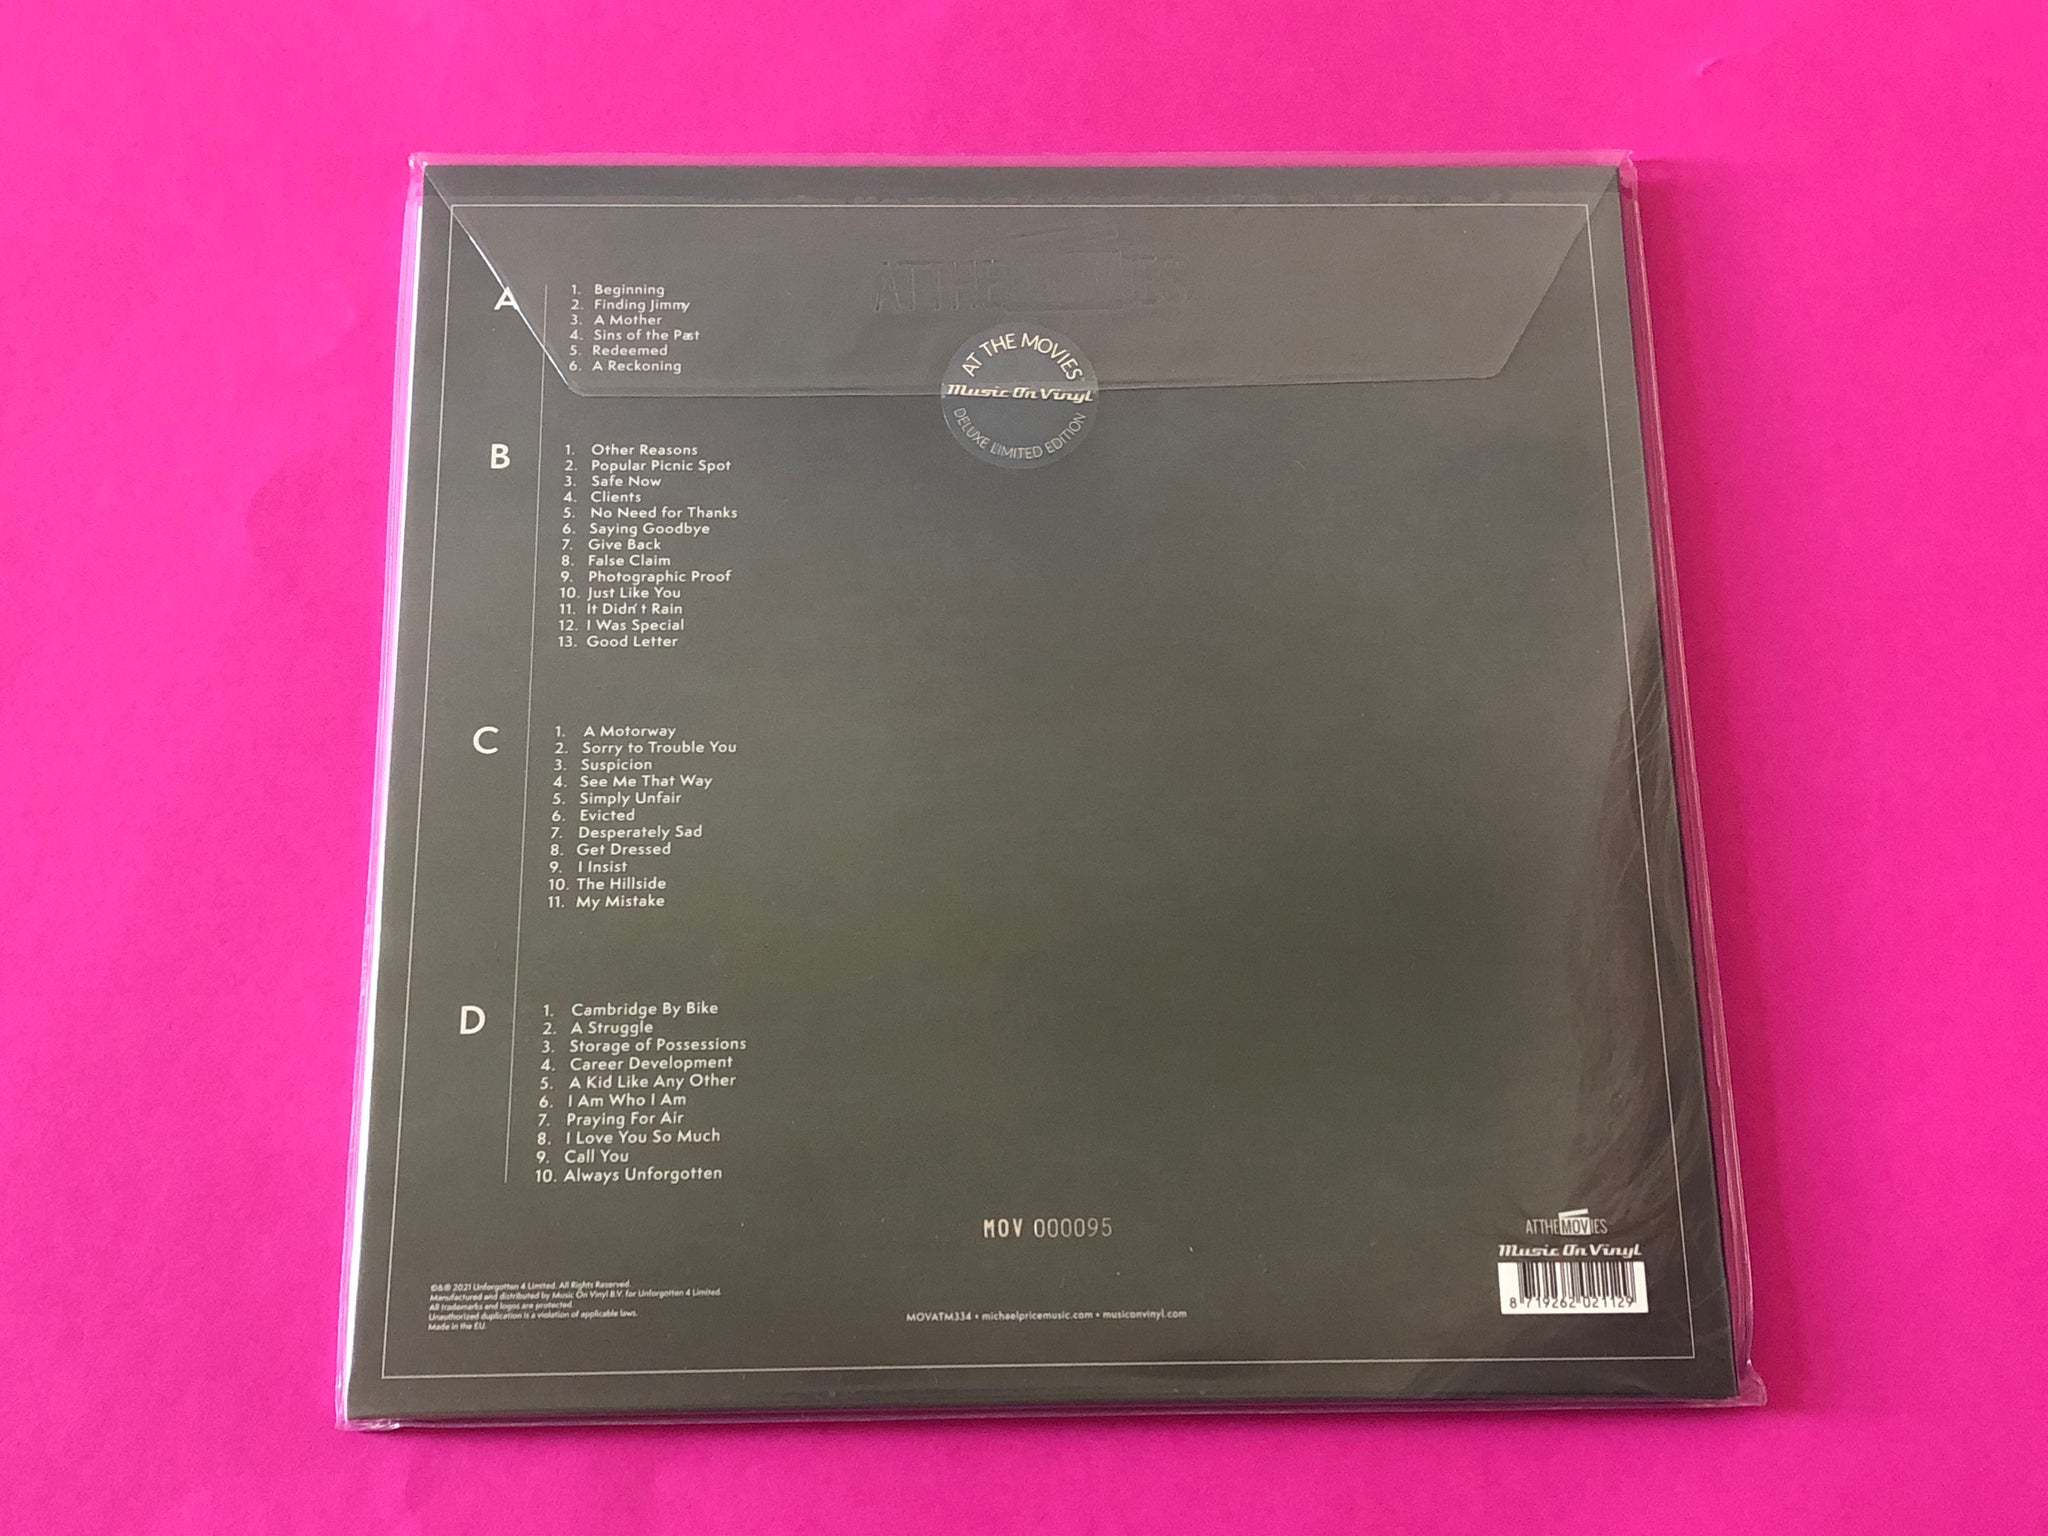 ATTHEMOVIES
A
1. Beginning
2. Finding Jimmy
3. A Mother
4. Sins of the Past
5. Redeemed
6. A Reckoning
AT THE MOVIES
Music On Vinyl
DELUXE LIMITED EDITION
B
1. Other Reasons
2. Popular Picnic Spot
3. Safe Now
4. Clients
5. No Need for Thanks
6. Saying Goodbye
7. Give Back
8. False Claim
9. Photographic Proof
10. Just Like You
11. It Didn't Rain
12. I Was Special
13. Good Letter
C
1. A Motorway
2. Sorry to Trouble You
3. Suspicion
4. See Me That Way
5. Simply Unfair
6. Evicted
7. Desperately Sad
8. Get Dressed
9. I Insist
10. The Hillside
11. My Mistake
D
1. Cambridge By Bike
2. A Struggle
3. Storage of Possessions
4. Career Development
5. A Kid Like Any Other
6. I Am Who I Am
7. Praying For Air
8. I Love You So Much
9. Call You
10. Always Unforgotten
MOV 000095
ATTHEMOVIES
Music On Vinyl
8 719262 021129
©&℗ 2021 Unforgotten 4 Limited. All Rights Reserved.
Manufactured and distributed by Music On Vinyl B.V. for Unforgotten 4 Limited.
All trademarks and logos are protected.
Unauthorized duplication is a violation of applicable laws.
Made in the EU.
MOVATM334 • michaelpricemusic.com • musiconvinyl.com